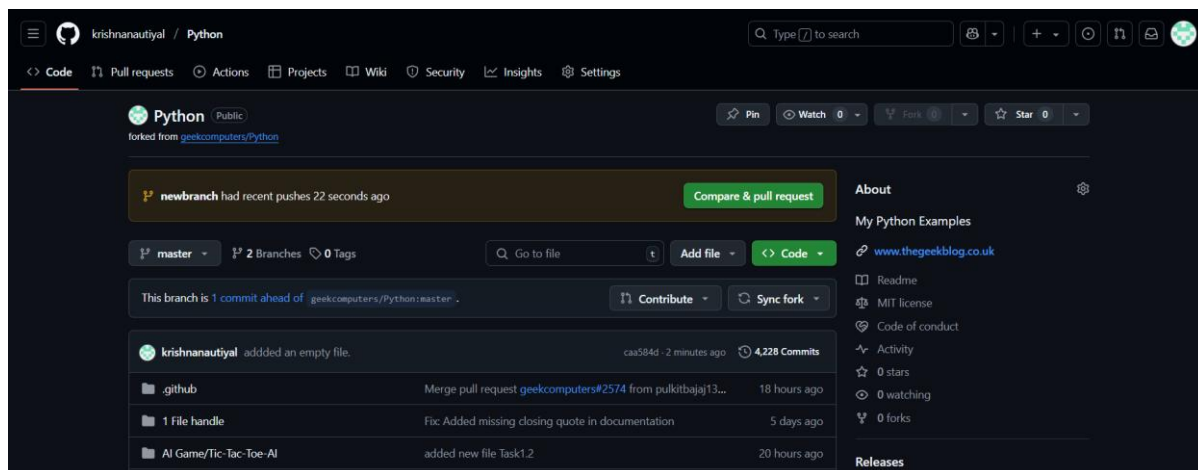 krishnanautiyal / Python
Type / to search
Code Pull requests Actions Projects Wiki Security Insights Settings
Python Public
Pin Watch 0 Fork 0 Star 0
forked from geekcomputers/Python
newbranch had recent pushes 22 seconds ago Compare & pull request
master 2 Branches 0 Tags Go to file t Add file Code
This branch is 1 commit ahead of geekcomputers/Python:master . Contribute Sync fork
krishnanautiyal addded an empty file. caa584d · 2 minutes ago 4,228 Commits
.github Merge pull request geekcomputers#2574 from pulkitbajaj13... 18 hours ago
1 File handle Fix: Added missing closing quote in documentation 5 days ago
AI Game/Tic-Tac-Toe-AI added new file Task1.2 20 hours ago
About
My Python Examples
www.thegeekblog.co.uk
Readme
MIT license
Code of conduct
Activity
0 stars
0 watching
0 forks
Releases